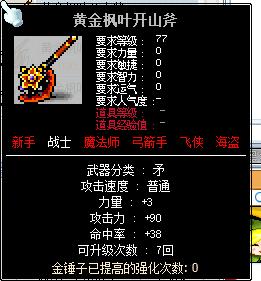 黄金枫叶开山斧
要求等级： 77
要求力量： 0
要求敏捷： 0
要求智力： 0
要求运气： 0
要求人气度：-
道具等级： -
道具经验值： -
新手 战士 魔法师 弓箭手 飞侠 海盗
武器分类 ： 矛
攻击速度 ： 普通
力量 ： +3
攻击力 ： +90
命中率 ： +38
可升级次数 ： 7回
金锤子已提高的强化次数: 0